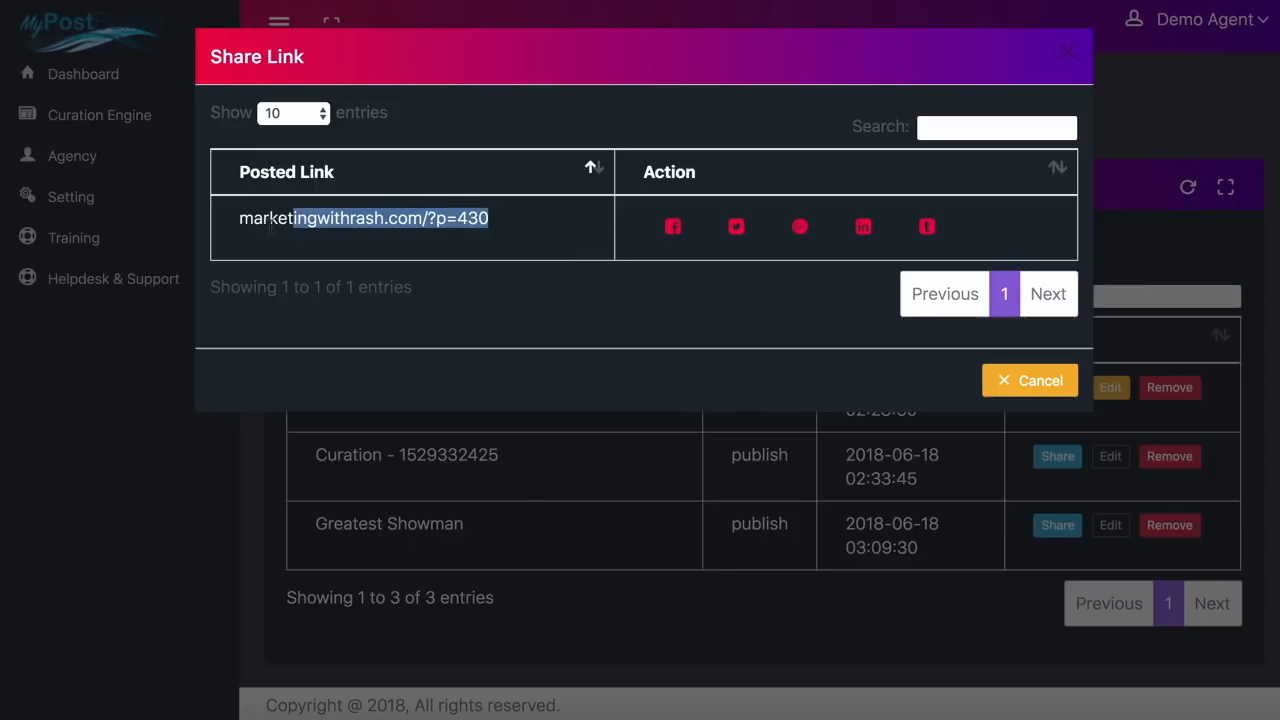 MyPost
Demo Agent
Share Link
Dashboard
Show 10 entries
Curation Engine
Search:
Agency
Posted Link
Action
Setting
marketingwithrash.com/?p=430
Training
Helpdesk & Support
Showing 1 to 1 of 1 entries
Previous 1 Next
Cancel
Edit Remove
Curation - 1529332425
publish
2018-06-18
02:33:45
Share Edit Remove
Greatest Showman
publish
2018-06-18
03:09:30
Share Edit Remove
Showing 1 to 3 of 3 entries
Previous 1 Next
Copyright @ 2018, All rights reserved.